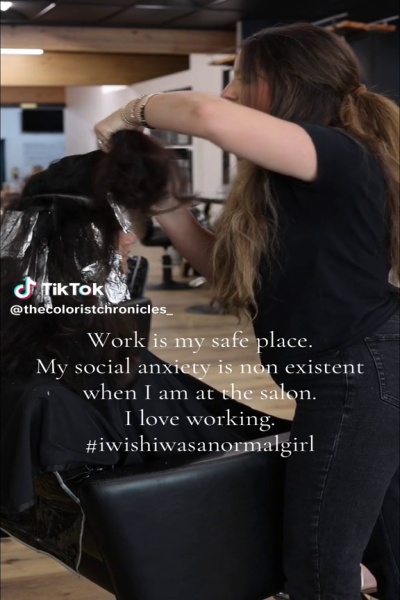 TikTok
@thecoloristchronicles_
Work is my safe place.
My social anxiety is non existent
when I am at the salon.
I love working.
#iwishiwasanormalgirl